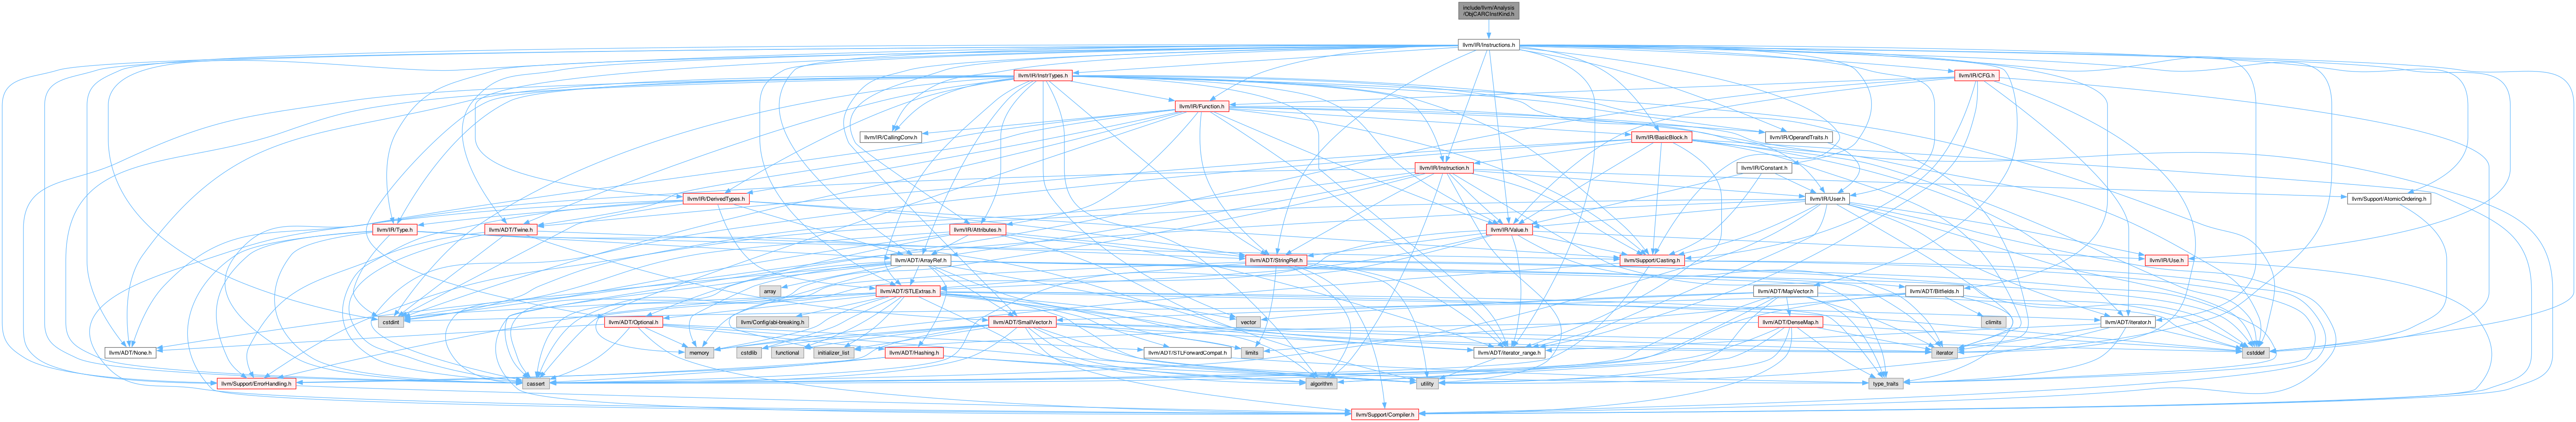 include/llvm/Analysis
/ObjCARCInstKind.h
llvm/IR/Instructions.h
llvm/IR/InstrTypes.h
llvm/IR/CFG.h
llvm/IR/Function.h
llvm/IR/CallingConv.h
llvm/IR/BasicBlock.h
llvm/IR/OperandTraits.h
llvm/IR/Instruction.h
llvm/IR/Constant.h
llvm/IR/DerivedTypes.h
llvm/IR/User.h
llvm/Support/AtomicOrdering.h
llvm/IR/Type.h
llvm/ADT/Twine.h
llvm/IR/Attributes.h
llvm/IR/Value.h
llvm/ADT/ArrayRef.h
llvm/ADT/StringRef.h
llvm/Support/Casting.h
llvm/IR/Use.h
array
llvm/ADT/STLExtras.h
llvm/ADT/MapVector.h
llvm/ADT/Bitfields.h
cstdint
llvm/ADT/Optional.h
llvm/Config/abi-breaking.h
llvm/ADT/SmallVector.h
vector
llvm/ADT/DenseMap.h
climits
llvm/ADT/iterator.h
llvm/ADT/None.h
memory
cstdlib
functional
initializer_list
llvm/ADT/Hashing.h
llvm/ADT/STLForwardCompat.h
limits
llvm/ADT/iterator_range.h
iterator
cstddef
llvm/Support/ErrorHandling.h
cassert
algorithm
utility
type_traits
llvm/Support/Compiler.h